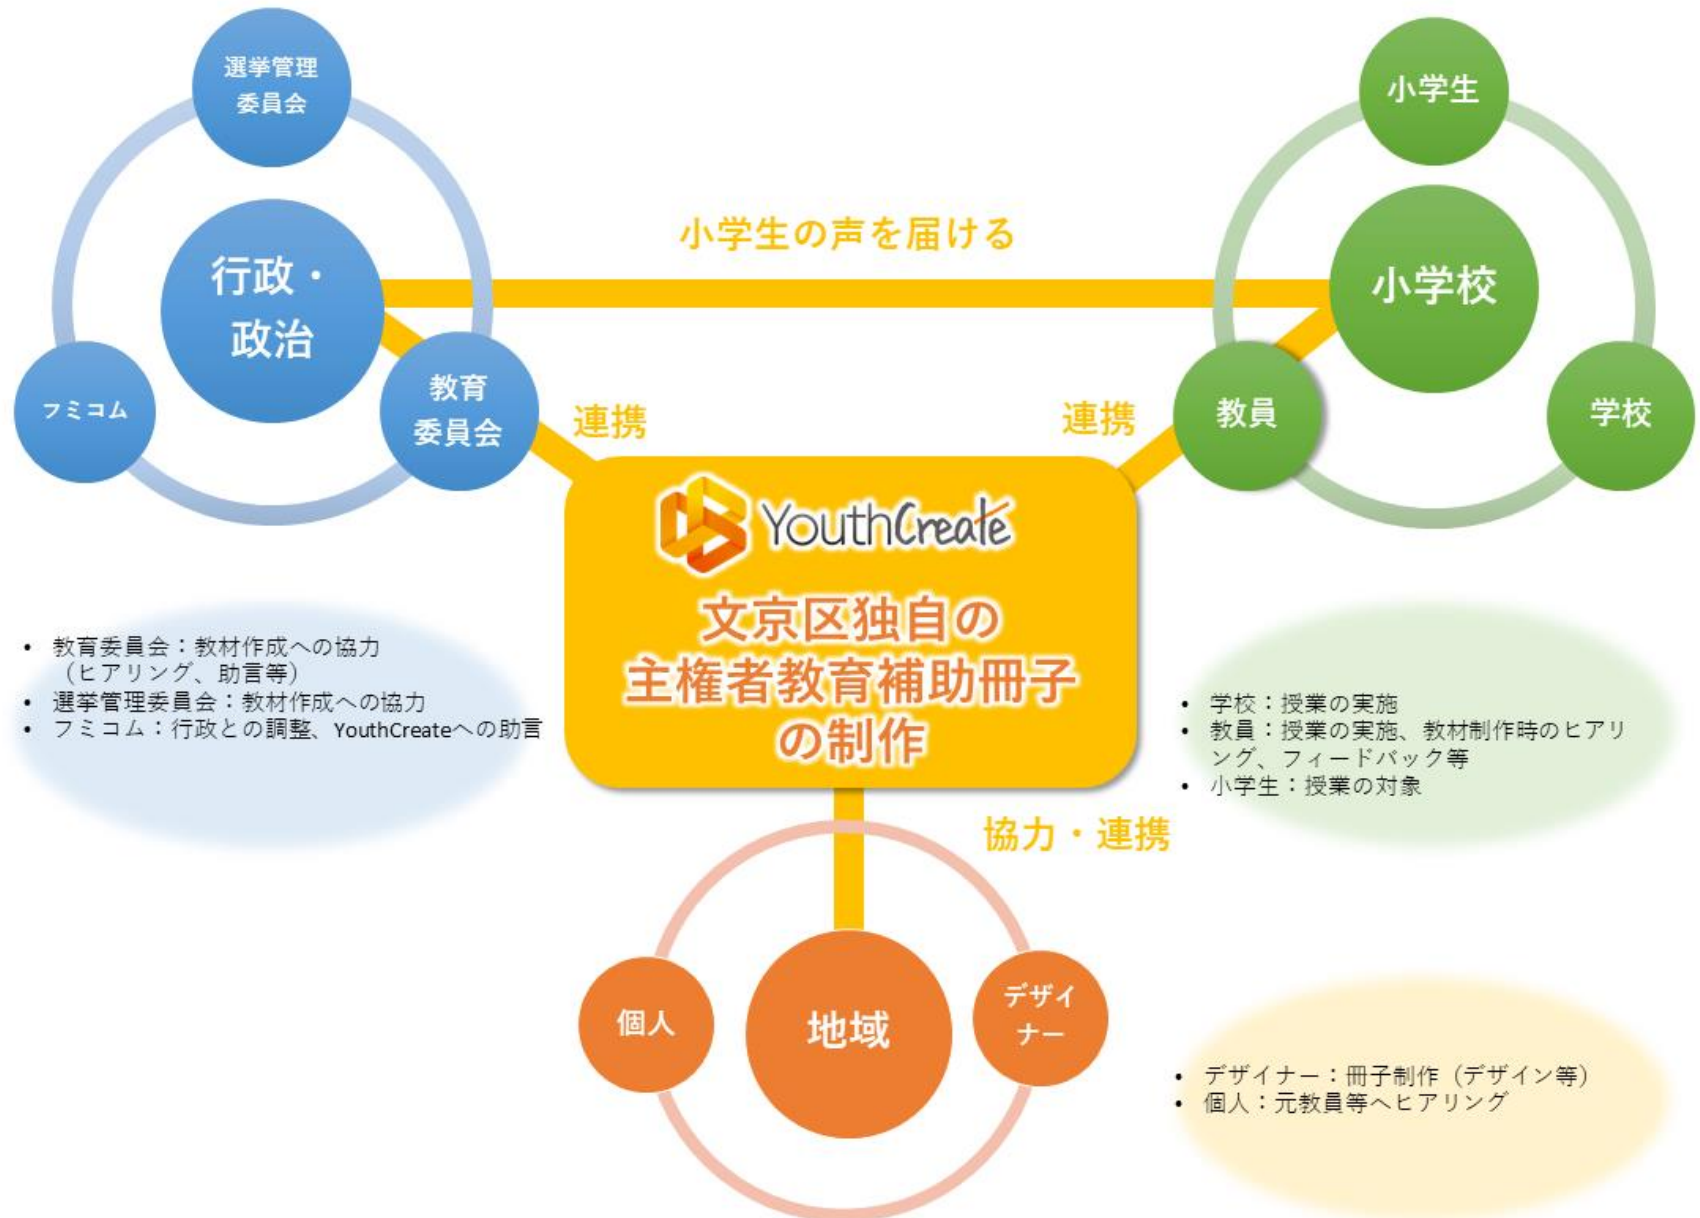 選挙管理
委員会
行政・
政治
フミコム
教育
委員会
小学生の声を届ける
小学生
小学校
教員
学校
連携
連携
YouthCreate
文京区独自の
主権者教育補助冊子
の制作
• 教育委員会：教材作成への協力
（ヒアリング、助言等）
• 選挙管理委員会：教材作成への協力
• フミコム：行政との調整、YouthCreateへの助言
• 学校：授業の実施
• 教員：授業の実施、教材制作時のヒアリ
ング、フィードバック等
• 小学生：授業の対象
協力・連携
個人
地域
デザイ
ナー
• デザイナー：冊子制作（デザイン等）
• 個人：元教員等へヒアリング